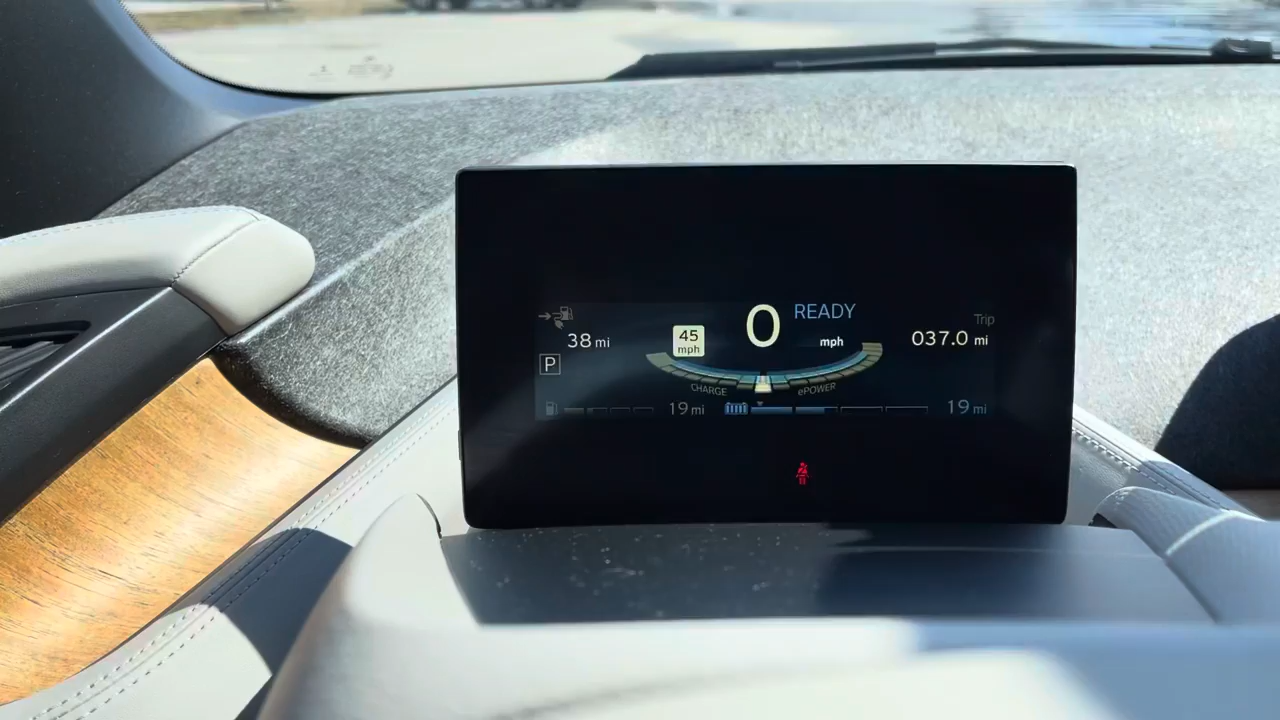 0 READY
mph
45
mph
38 mi
P
Trip
037.0 mi
CHARGE
ePOWER
19 mi
19 mi